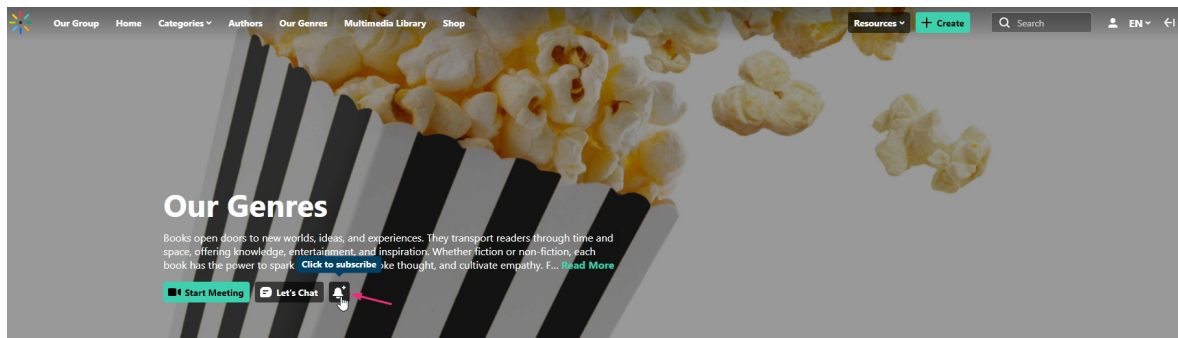 Our Group Home Categories Authors Our Genres Multimedia Library Shop Resources + Create Search EN
Our Genres
Books open doors to new worlds, ideas, and experiences. They transport readers through time and
space, offering knowledge, entertainment, and inspiration. Whether fiction or non-fiction, each
book has the power to spark Click to subscribe oke thought, and cultivate empathy. F... Read More
Start Meeting Let's Chat